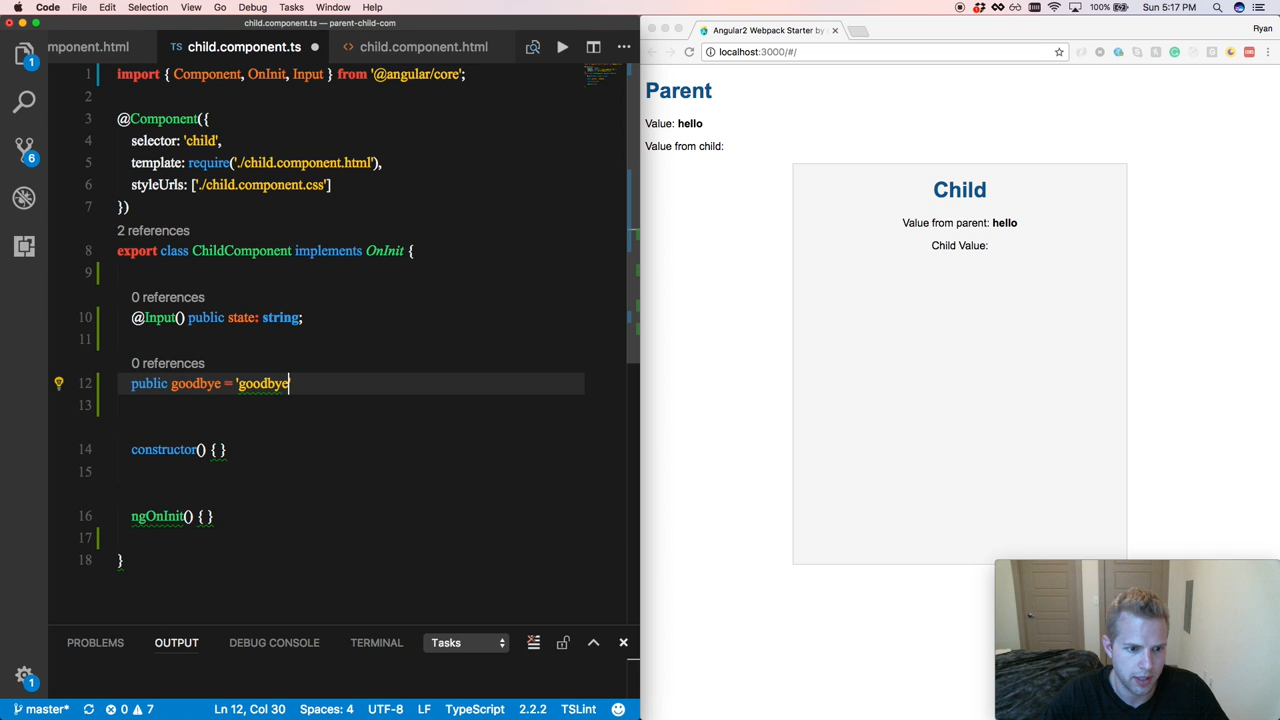 Code File Edit Selection View Go Debug Tasks Window Help
100% Sun 5:17 PM
child.component.ts — parent-child-com
mponent.html
TS child.component.ts
<> child.component.html
1 import { Component, OnInit, Input } from '@angular/core';
2
3 @Component({
4 selector: 'child',
5 template: require('./child.component.html'),
6 styleUrls: ['./child.component.css']
7 })
2 references
8 export class ChildComponent implements OnInit {
9
0 references
10 @Input() public state: string;
11
0 references
12 public goodbye = 'goodbye'
13
14 constructor() { }
15
16 ngOnInit() { }
17
18 }
1
6
1
PROBLEMS OUTPUT DEBUG CONSOLE TERMINAL Tasks
master* 0 7 Ln 12, Col 30 Spaces: 4 UTF-8 LF TypeScript 2.2.2 TSLint
Angular2 Webpack Starter by
Ryan
localhost:3000/#/
Parent
Value: hello
Value from child:
Child
Value from parent: hello
Child Value: